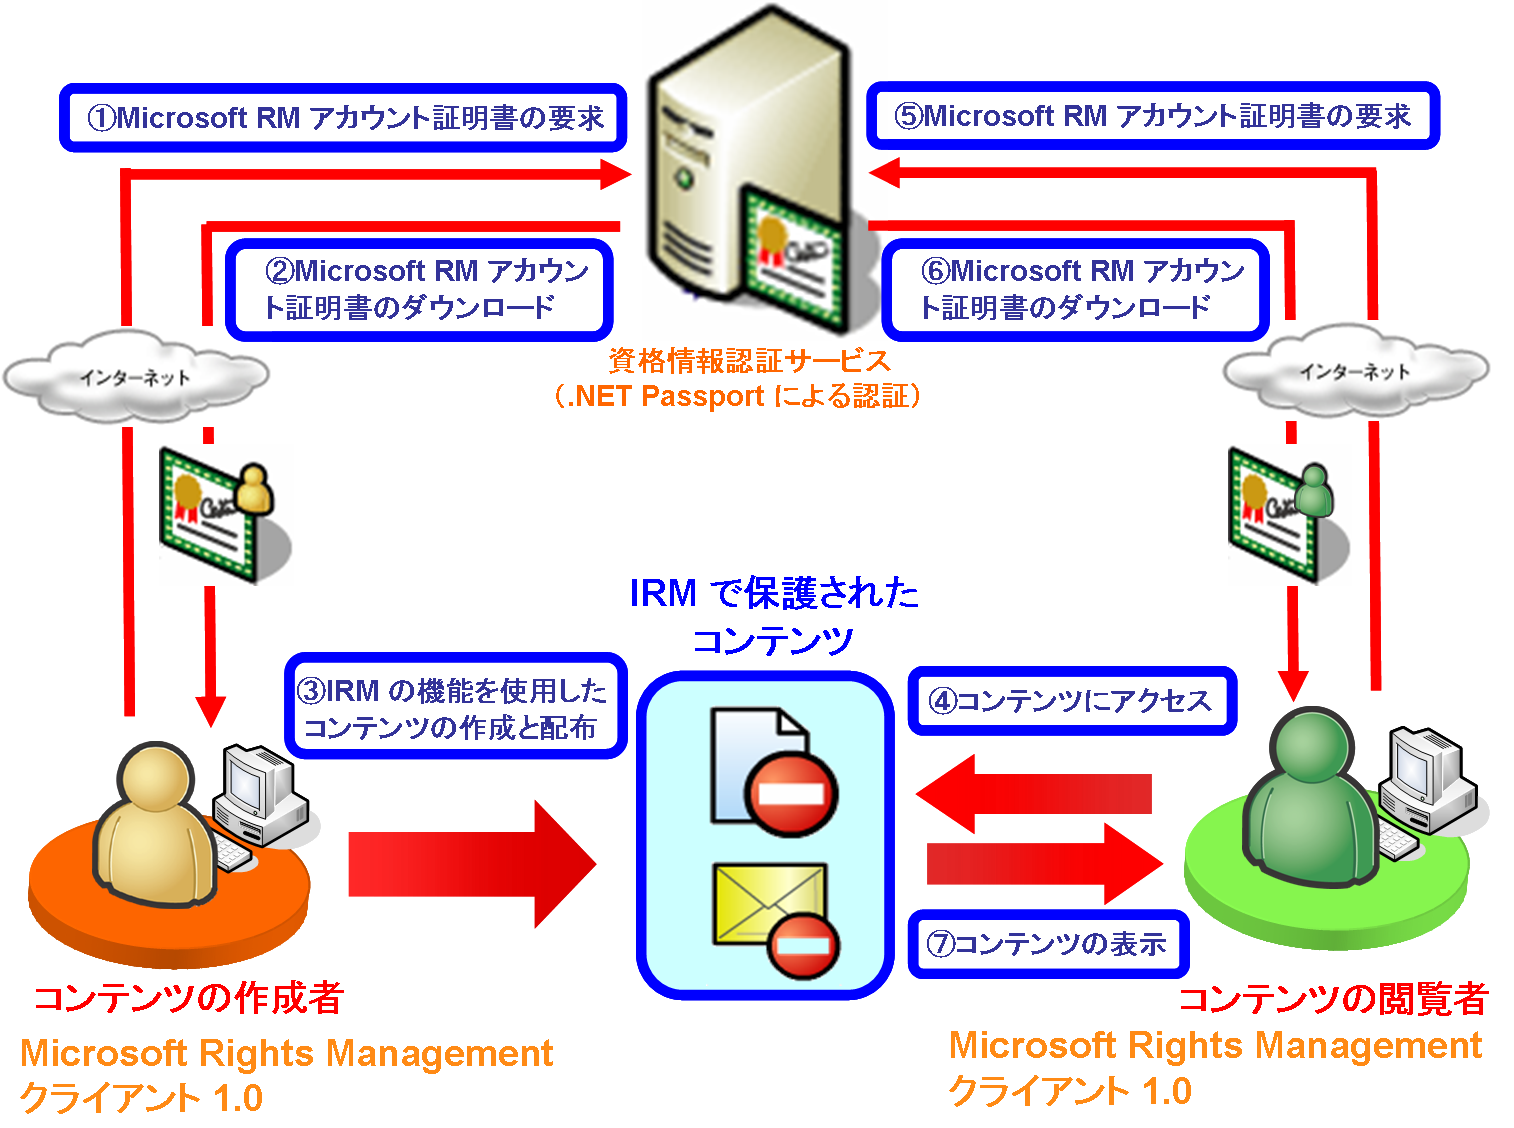 ①Microsoft RM アカウント証明書の要求
⑤Microsoft RM アカウント証明書の要求
②Microsoft RM アカウン
ト証明書のダウンロード
⑥Microsoft RM アカウン
ト証明書のダウンロード
資格情報認証サービス
（.NET Passport による認証）
インターネット
インターネット
IRM で保護された
コンテンツ
③IRM の機能を使用した
コンテンツの作成と配布
④コンテンツにアクセス
⑦コンテンツの表示
コンテンツの作成者
Microsoft Rights Management
クライアント 1.0
コンテンツの閲覧者
Microsoft Rights Management
クライアント 1.0